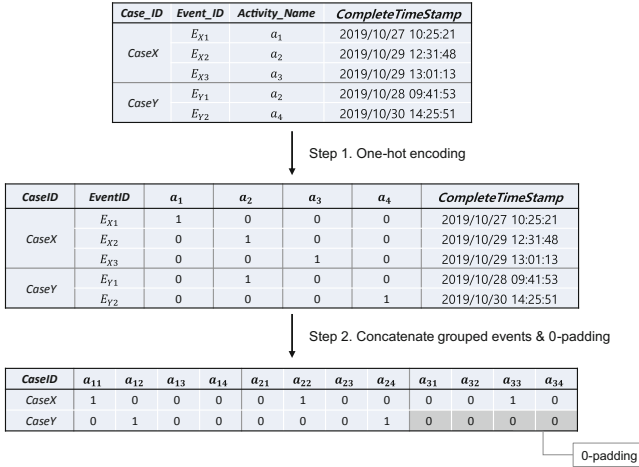 Case_ID Event_ID Activity_Name CompleteTimeStamp
E_X1 a_1 2019/10/27 10:25:21
CaseX E_X2 a_2 2019/10/29 12:31:48
E_X3 a_3 2019/10/29 13:01:13
CaseY E_Y1 a_2 2019/10/28 09:41:53
E_Y2 a_4 2019/10/30 14:25:51
Step 1. One-hot encoding
CaseID EventID a_1 a_2 a_3 a_4 CompleteTimeStamp
E_X1 1 0 0 0 2019/10/27 10:25:21
CaseX E_X2 0 1 0 0 2019/10/29 12:31:48
E_X3 0 0 1 0 2019/10/29 13:01:13
CaseY E_Y1 0 1 0 0 2019/10/28 09:41:53
E_Y2 0 0 0 1 2019/10/30 14:25:51
Step 2. Concatenate grouped events & 0-padding
CaseID a_11 a_12 a_13 a_14 a_21 a_22 a_23 a_24 a_31 a_32 a_33 a_34
CaseX 1 0 0 0 0 1 0 0 0 0 1 0
CaseY 0 1 0 0 0 0 0 1 0 0 0 0
0-padding